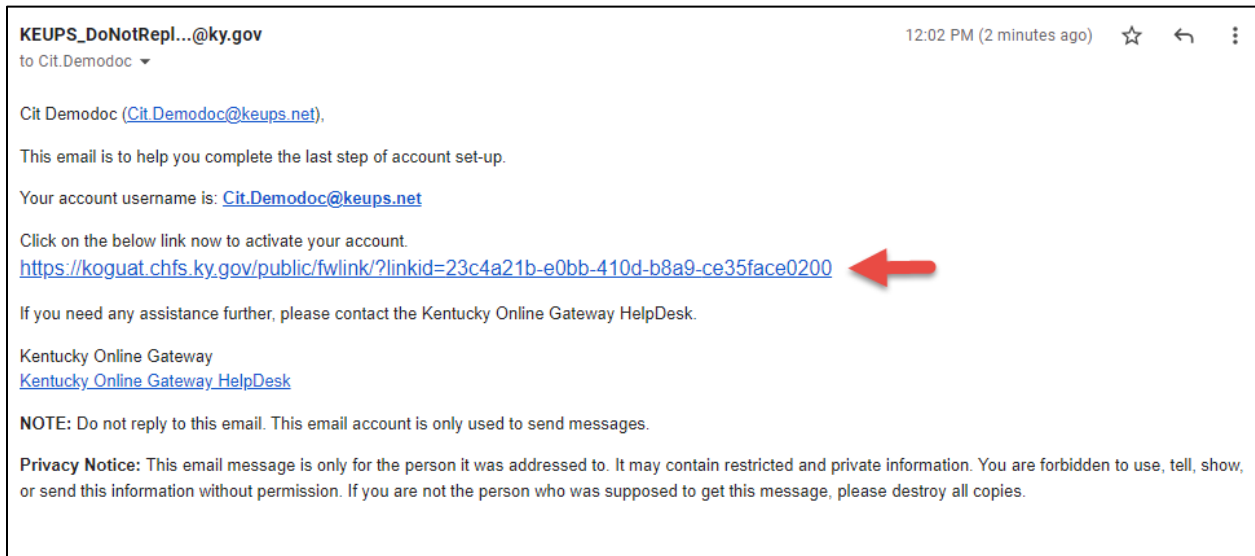 KEUPS_DoNotRepl...@ky.gov
12:02 PM (2 minutes ago)
to Cit.Demodoc
Cit Demodoc (Cit.Demodoc@keups.net),
This email is to help you complete the last step of account set-up.
Your account username is: Cit.Demodoc@keups.net
Click on the below link now to activate your account.
https://koguat.chfs.ky.gov/public/fwlink/?linkid=23c4a21b-e0bb-410d-b8a9-ce35face0200
If you need any assistance further, please contact the Kentucky Online Gateway HelpDesk.
Kentucky Online Gateway
Kentucky Online Gateway HelpDesk
NOTE: Do not reply to this email. This email account is only used to send messages.
Privacy Notice: This email message is only for the person it was addressed to. It may contain restricted and private information. You are forbidden to use, tell, show,
or send this information without permission. If you are not the person who was supposed to get this message, please destroy all copies.